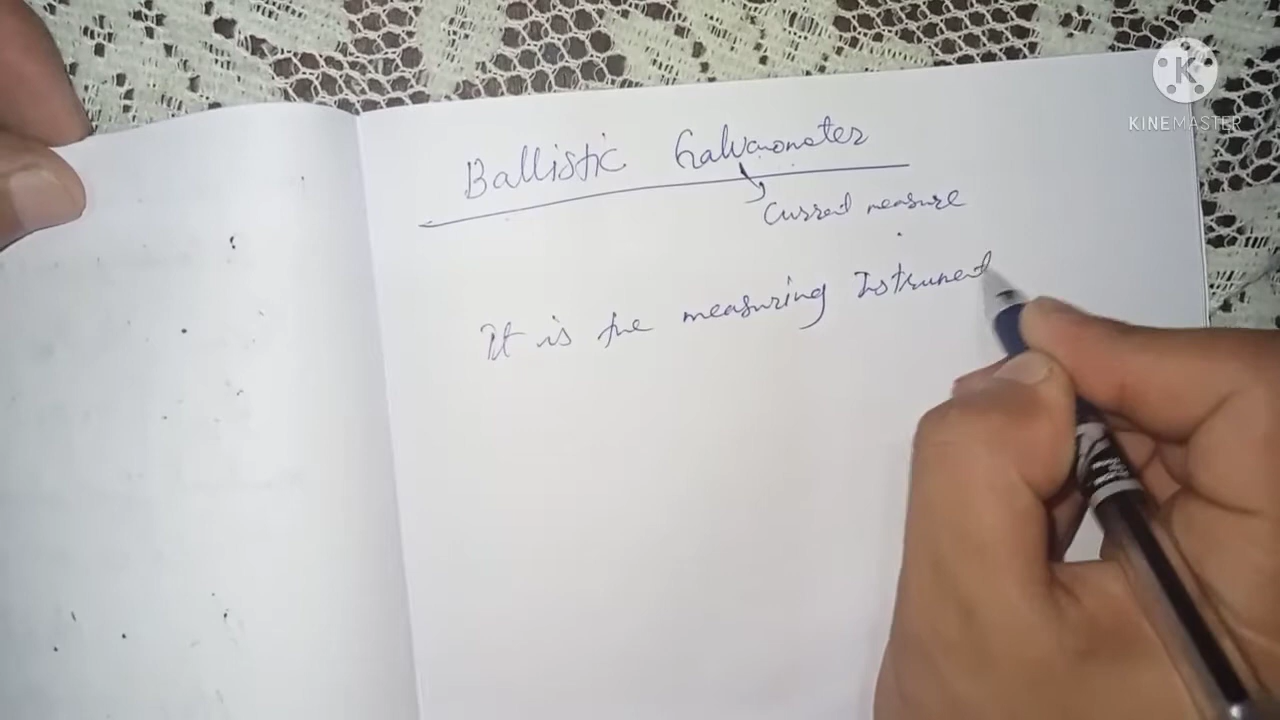 Ballistic Galvanometer
Current measure
It is the measuring Instrument
KINEMASTER